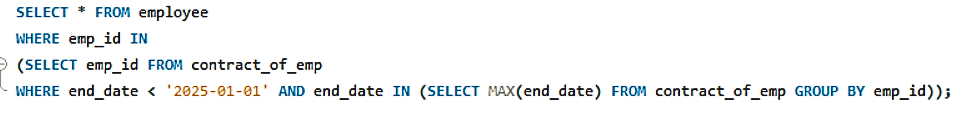 SELECT * FROM employee
WHERE emp_id IN
(SELECT emp_id FROM contract_of_emp
WHERE end_date < '2025-01-01' AND end_date IN (SELECT MAX(end_date) FROM contract_of_emp GROUP BY emp_id));